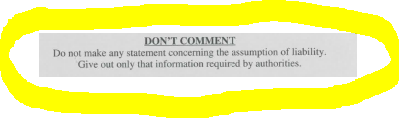 DON'T COMMENT
Do not make any statement concerning the assumption of liability.
Give out only that information required by authorities.